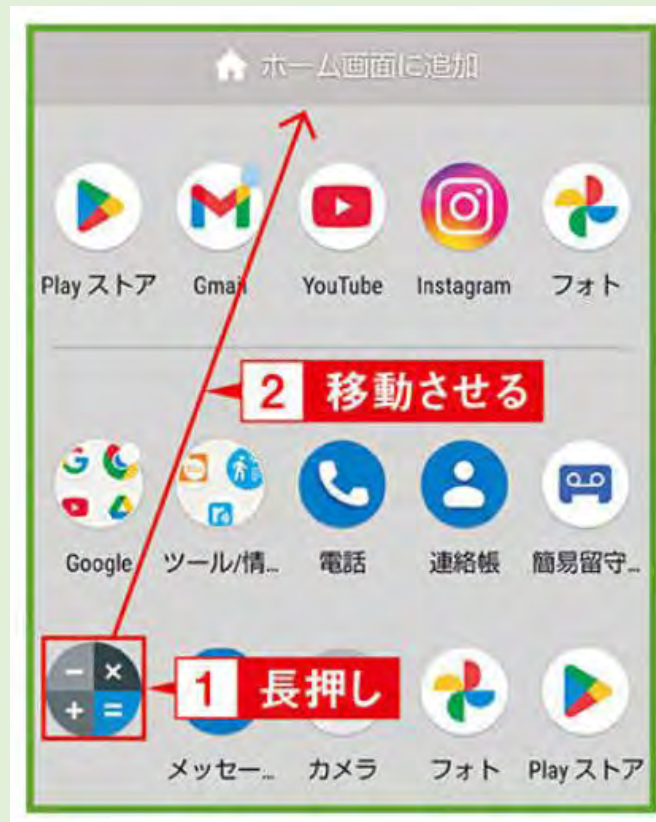 ホーム画面に追加
Play ストア Gmail YouTube Instagram フォト
2 移動させる
Google ツール/情... 電話 連絡帳 簡易留守...
1 長押し
メッセー... カメラ フォト Play ストア